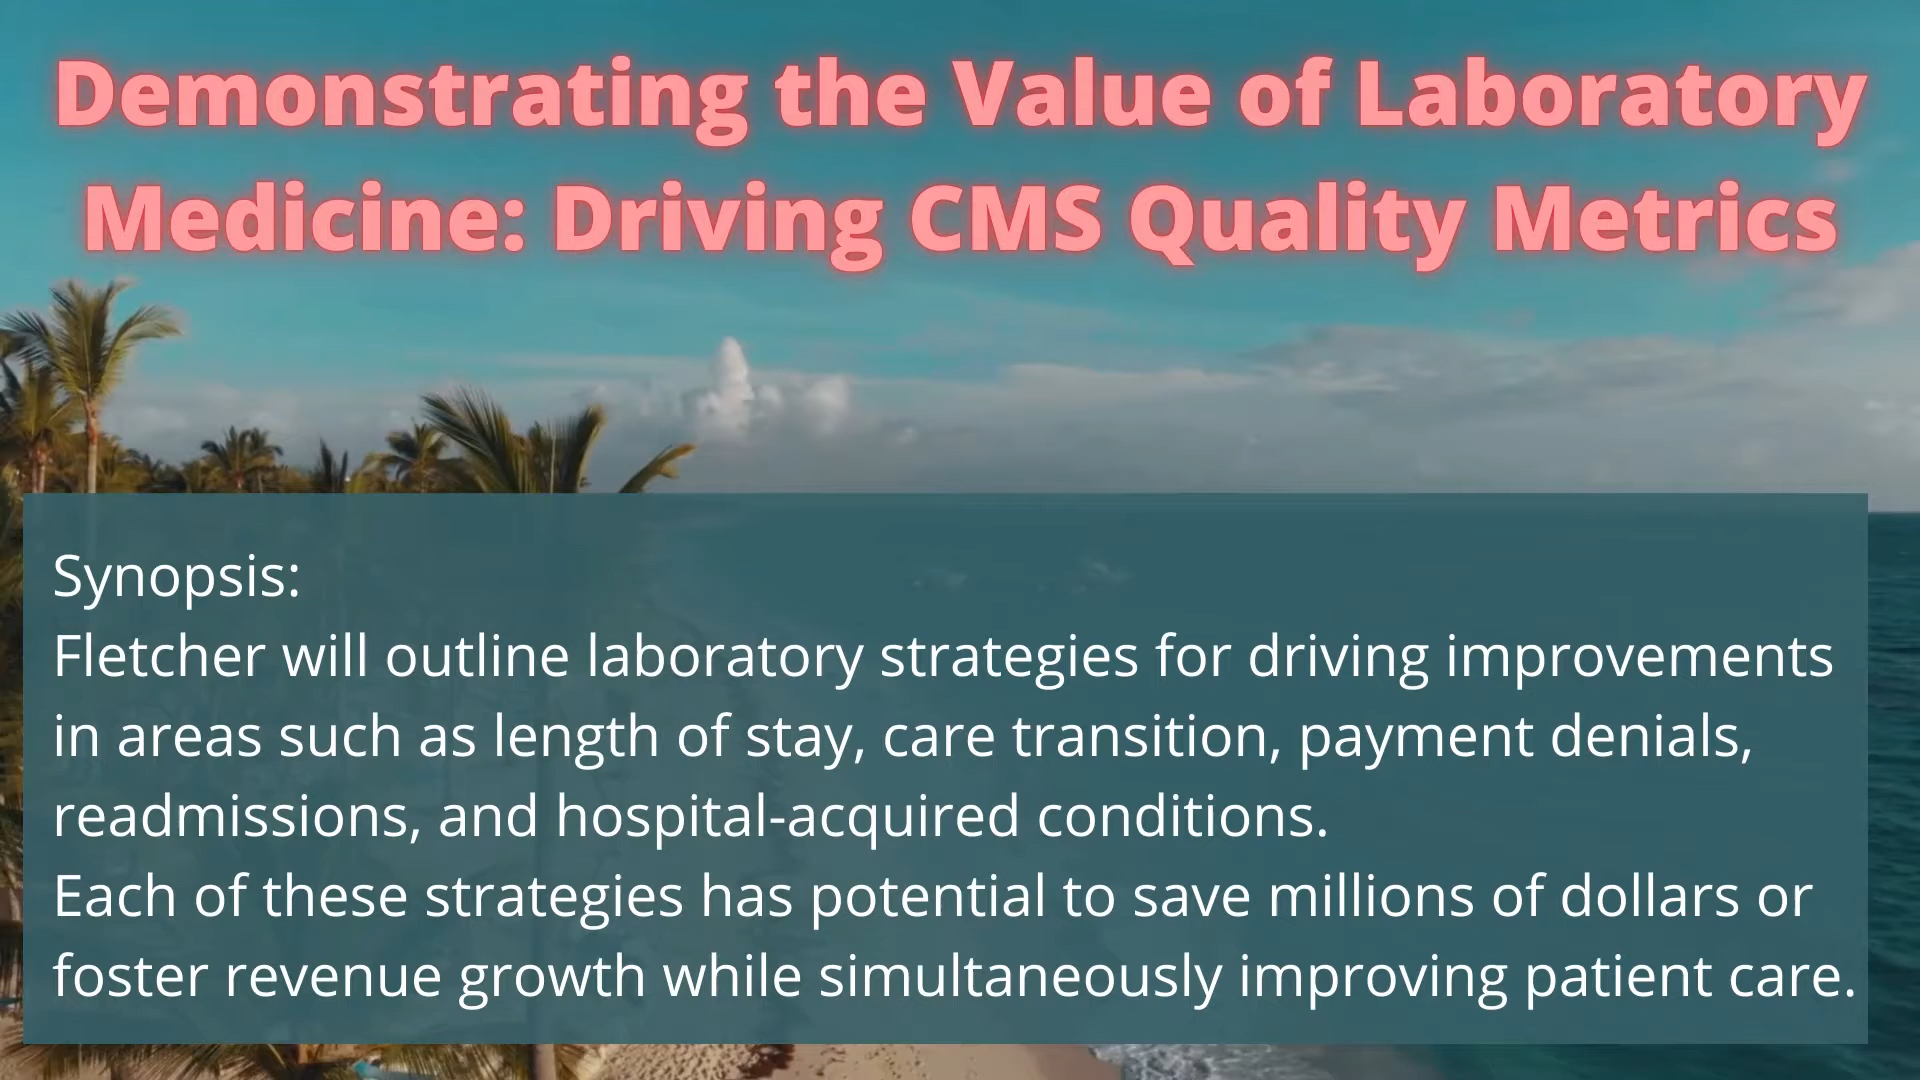 Demonstrating the Value of Laboratory
Medicine: Driving CMS Quality Metrics
Synopsis:
Fletcher will outline laboratory strategies for driving improvements
in areas such as length of stay, care transition, payment denials,
readmissions, and hospital-acquired conditions.
Each of these strategies has potential to save millions of dollars or
foster revenue growth while simultaneously improving patient care.